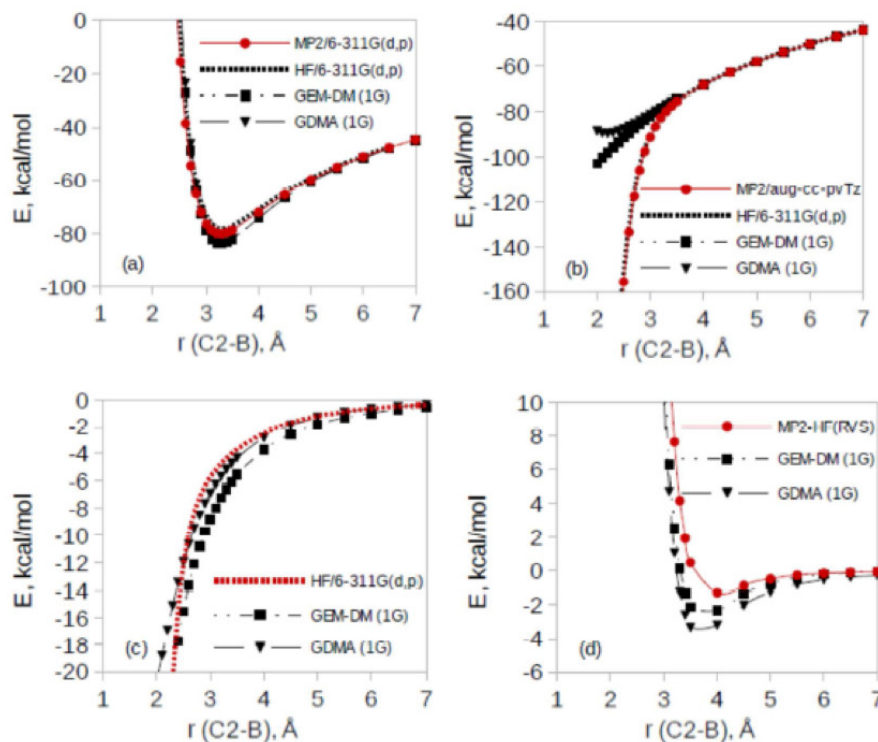 0
-20
-40
-60
-80
-100
E, kcal/mol
MP2/6-311G(d,p)
HF/6-311G(d,p)
GEM-DM (1G)
GDMA (1G)
(a)
1 2 3 4 5 6 7
r (C2-B), Å
-40
-60
-80
-100
-120
-140
-160
E, kcal/mol
MP2/aug-cc-pvTz
HF/6-311G(d,p)
GEM-DM (1G)
GDMA (1G)
(b)
1 2 3 4 5 6 7
r (C2-B), Å
0
-2
-4
-6
-8
-10
-12
-14
-16
-18
-20
E, kcal/mol
HF/6-311G(d,p)
GEM-DM (1G)
GDMA (1G)
(c)
1 2 3 4 5 6 7
r (C2-B), Å
10
8
6
4
2
0
-2
-4
-6
E, kcal/mol
MP2-HF(RVS)
GEM-DM (1G)
GDMA (1G)
(d)
1 2 3 4 5 6 7
r (C2-B), Å